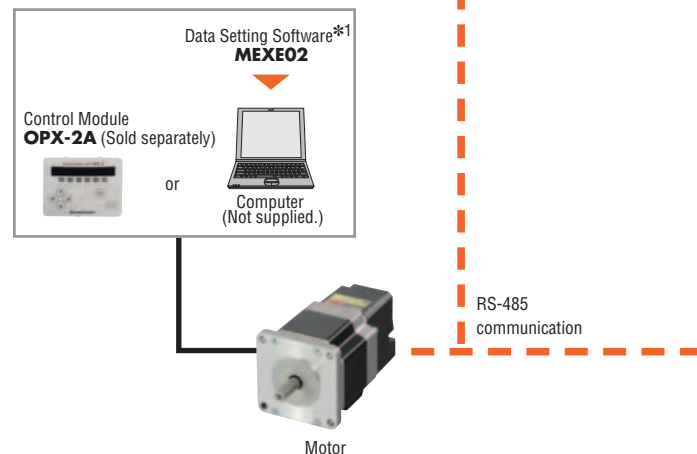 Data Setting Software*1
MEXE02
Control Module
OPX-2A (Sold separately)
or
Computer
(Not supplied.)
RS-485
communication
Motor